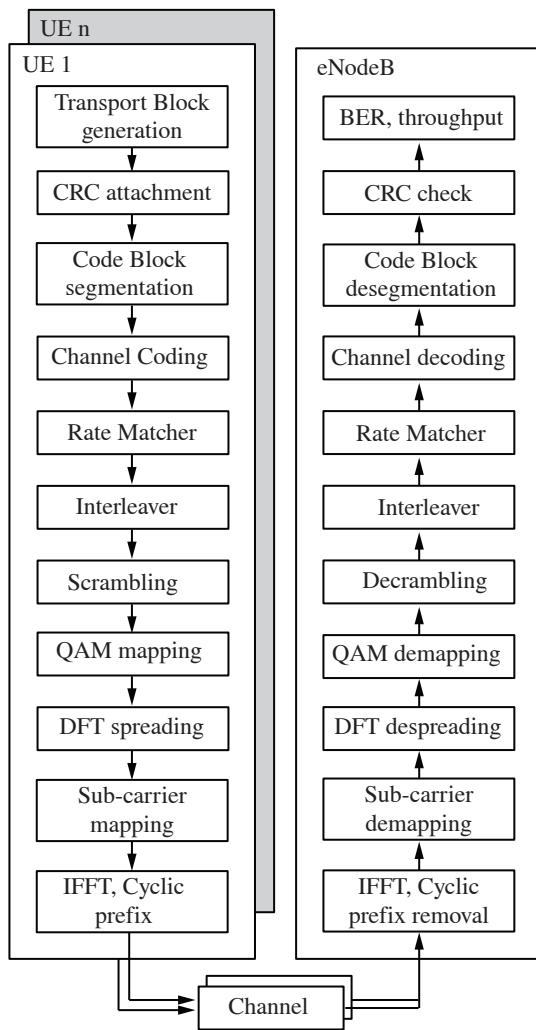 UE n
UE 1
Transport Block
generation
CRC attachment
Code Block
segmentation
Channel Coding
Rate Matcher
Interleaver
Scrambling
QAM mapping
DFT spreading
Sub-carrier
mapping
IFFT, Cyclic
prefix
eNodeB
BER, throughput
CRC check
Code Block
desegmentation
Channel decoding
Rate Matcher
Interleaver
Decrambling
QAM demapping
DFT despreading
Sub-carrier
demapping
IFFT, Cyclic
prefix removal
Channel